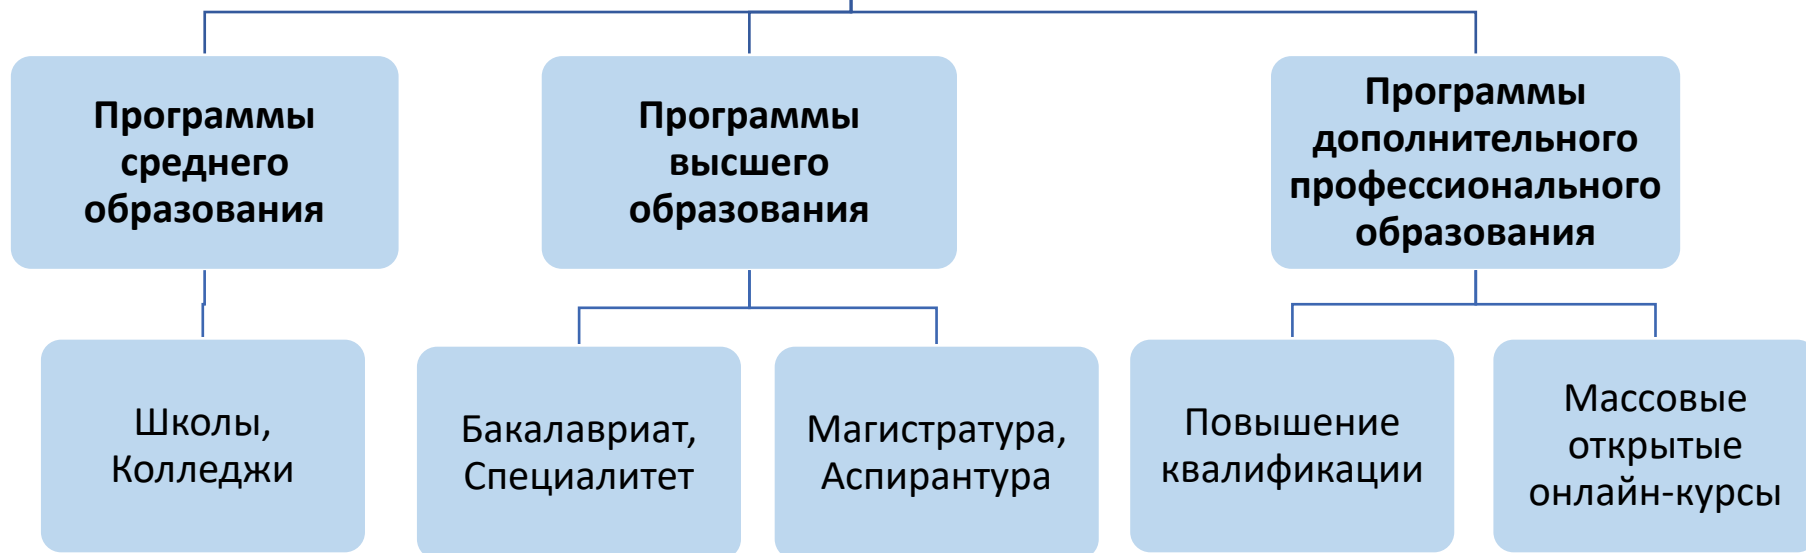 Программы
среднего
образования
Программы
высшего
образования
Программы
дополнительного
профессионального
образования
Школы,
Колледжи
Бакалавриат,
Специалитет
Магистратура,
Аспирантура
Повышение
квалификации
Массовые
открытые
онлайн-курсы